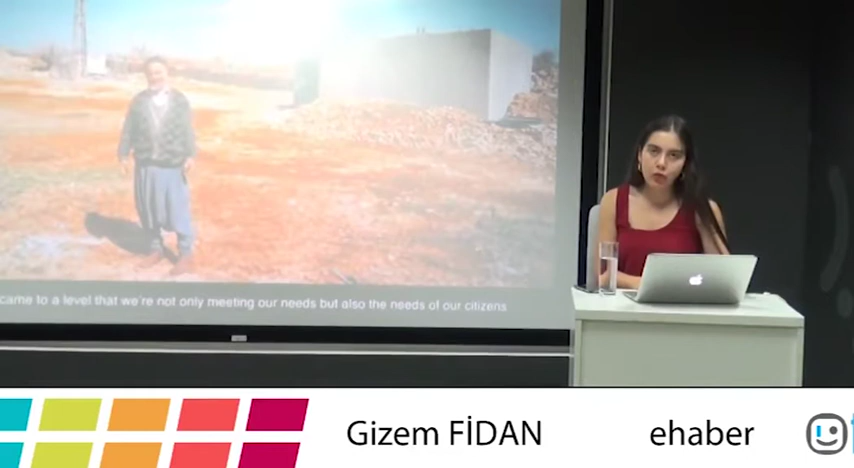 came to a level that we're not only meeting our needs but also the needs of our citizens
Gizem FİDAN
ehaber